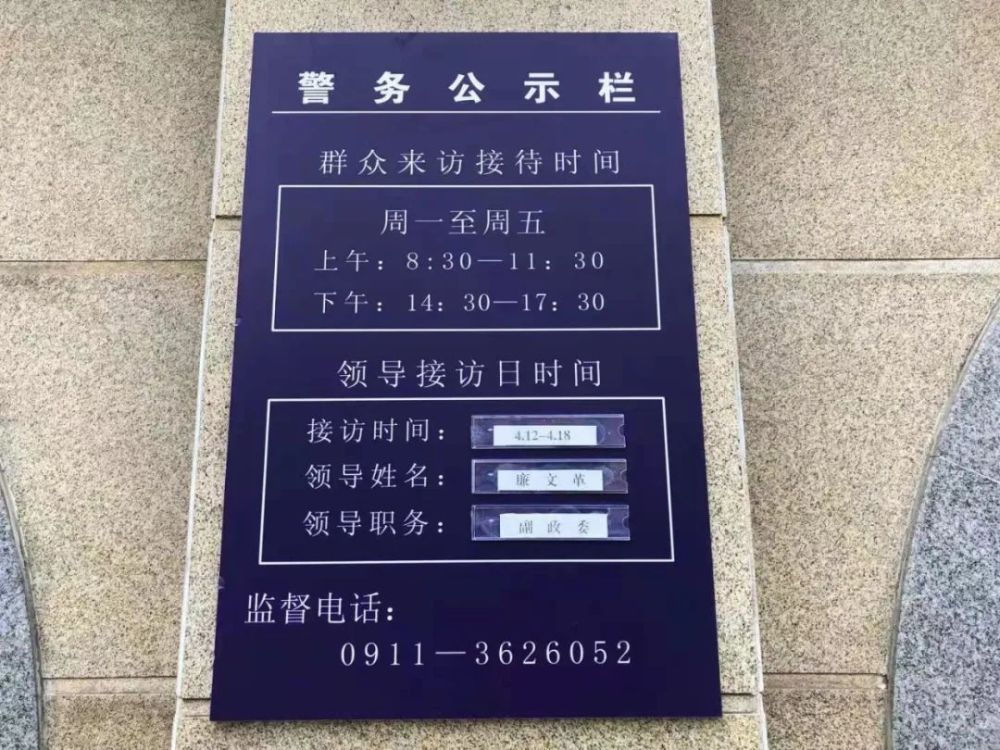 警务公示栏
群众来访接待时间
周一至周五
上午：8:30—11：30
下午：14：30—17：30
领导接访日时间
接访时间：4.12-4.18
领导姓名：廉文革
领导职务：副政委
监督电话：
0911—3626052